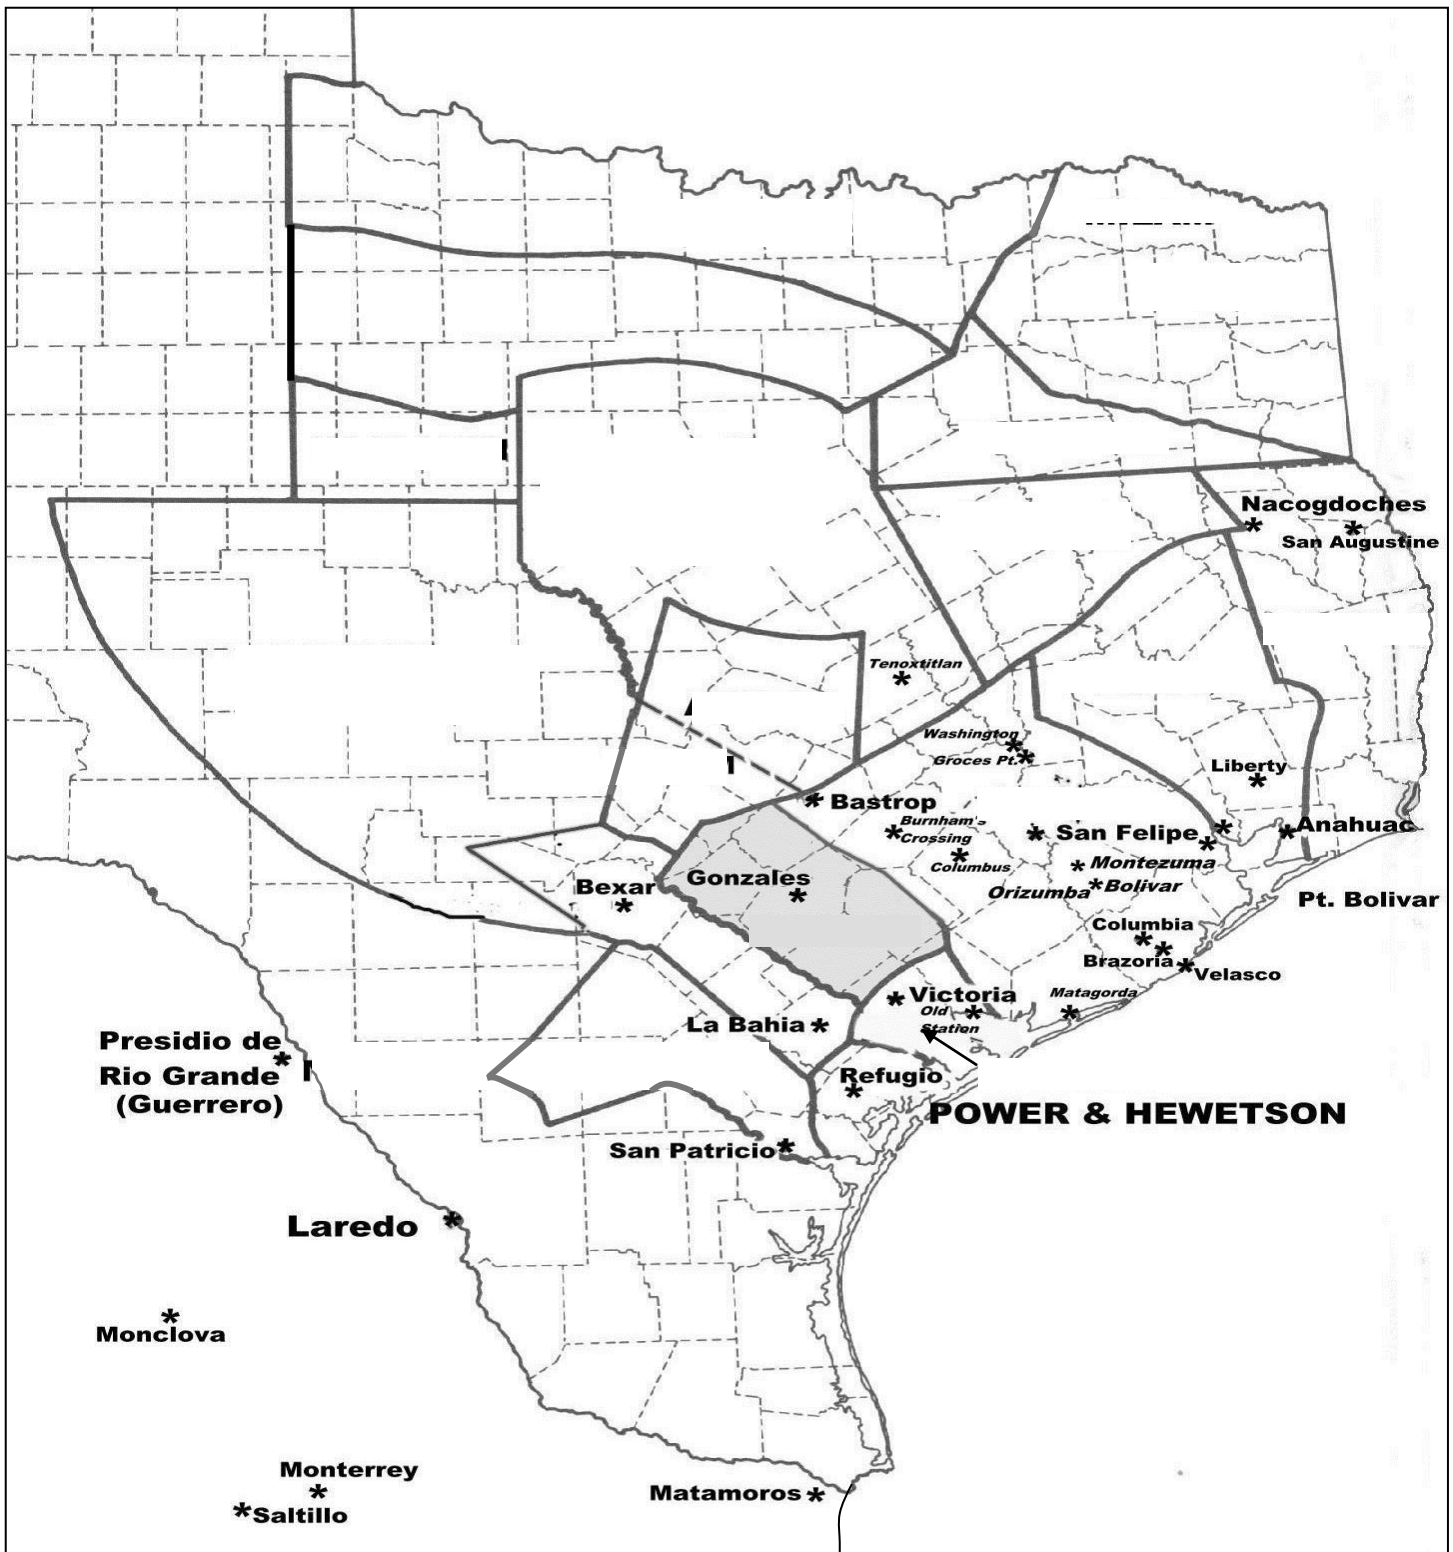 Nacogdoches
San Augustine
Tenoxtitlan
Washington
Groces Pt.
Liberty
Bastrop
Burnham's
Crossing
San Felipe
Anahuac
Columbus
Montezuma
Bexar
Gonzales
Orizumba
Bolivar
Pt. Bolivar
Columbia
Brazoria
Velasco
Victoria
Matagorda
Old
Station
La Bahia
Presidio de
Rio Grande
(Guerrero)
Refugio
POWER & HEWETSON
San Patricio
Laredo
Monclova
Monterrey
Saltillo
Matamoros